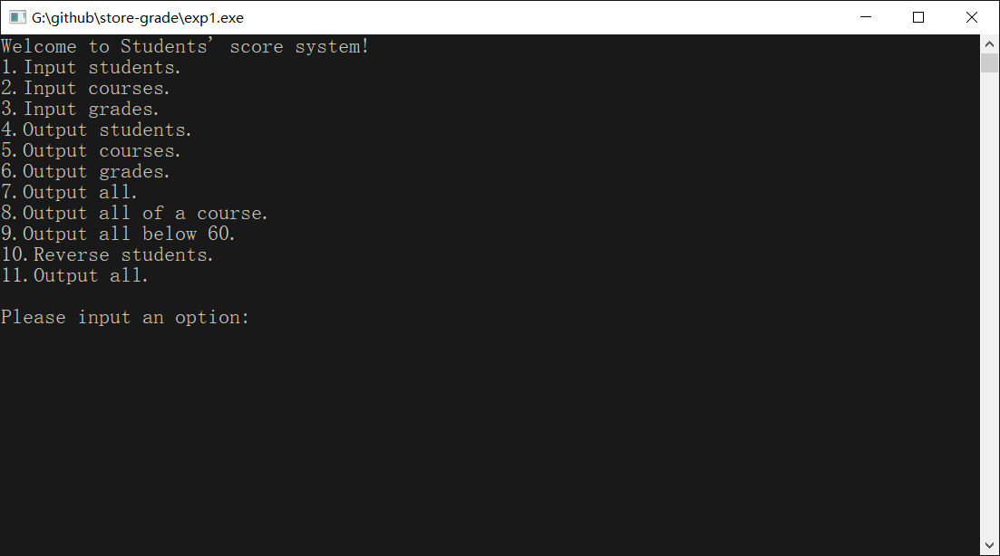 G:\github\store-grade\exp1.exe
Welcome to Students' score system!
1.Input students.
2.Input courses.
3.Input grades.
4.Output students.
5.Output courses.
6.Output grades.
7.Output all.
8.Output all of a course.
9.Output all below 60.
10.Reverse students.
11.Output all.
Please input an option: